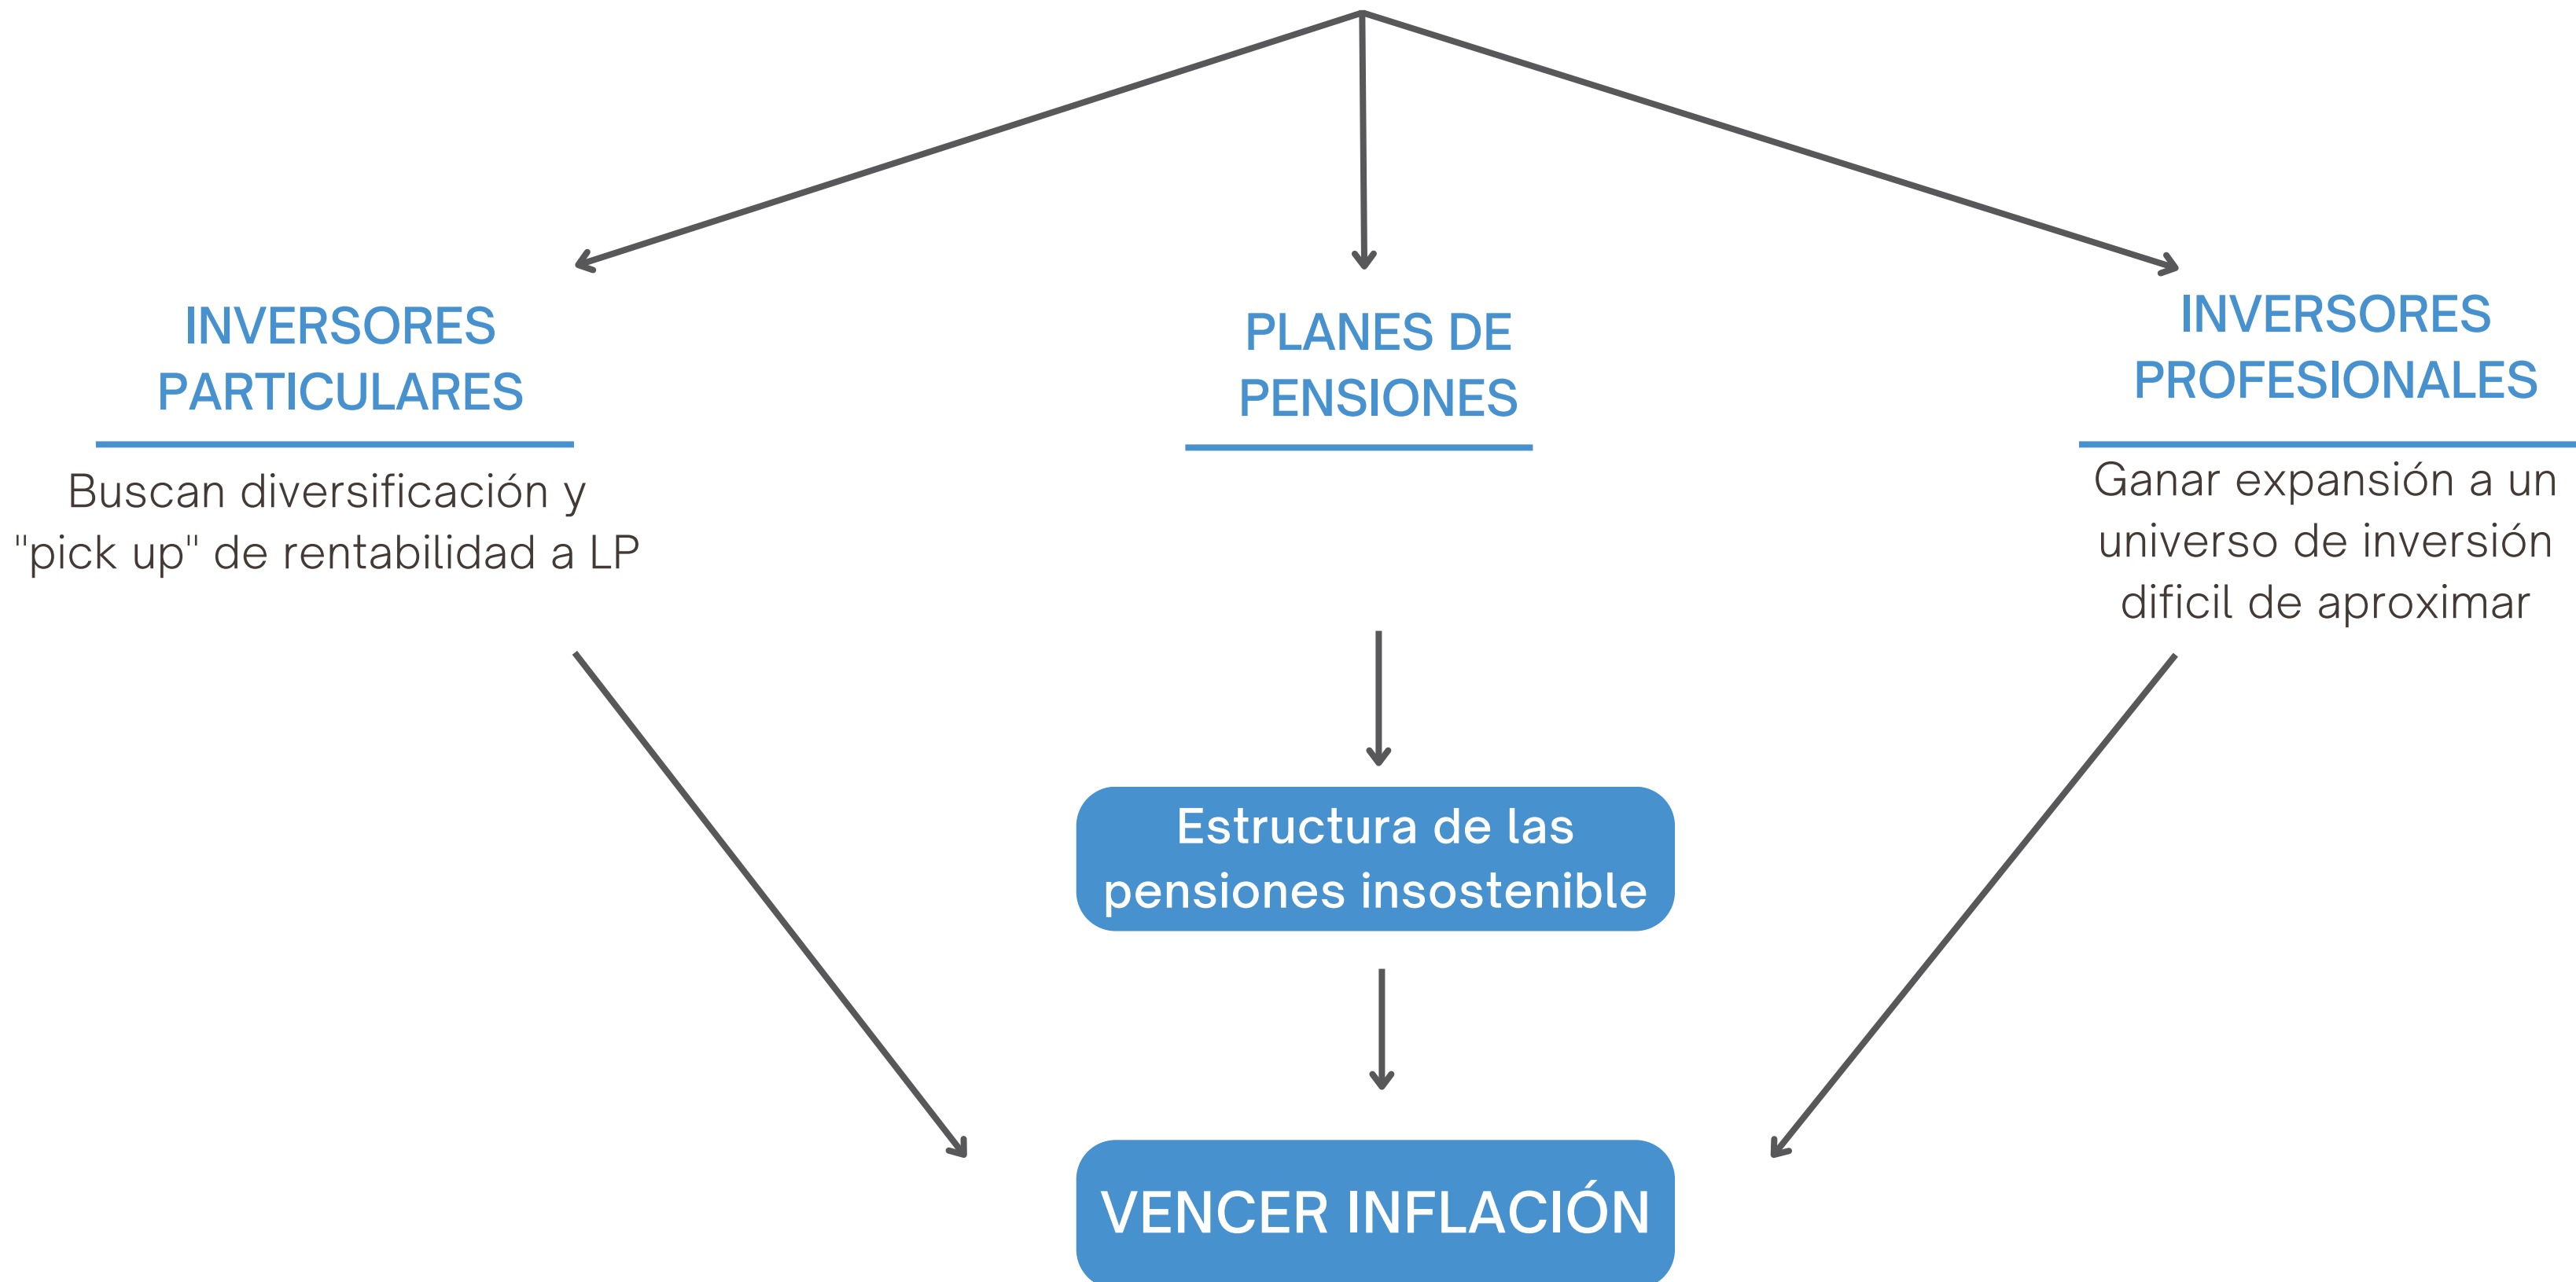 INVERSORES
PARTICULARES
Buscan diversificación y
"pick up" de rentabilidad a LP
PLANES DE
PENSIONES
INVERSORES
PROFESIONALES
Ganar expansión a un
universo de inversión
dificil de aproximar
Estructura de las
pensiones insostenible
VENCER INFLACIÓN